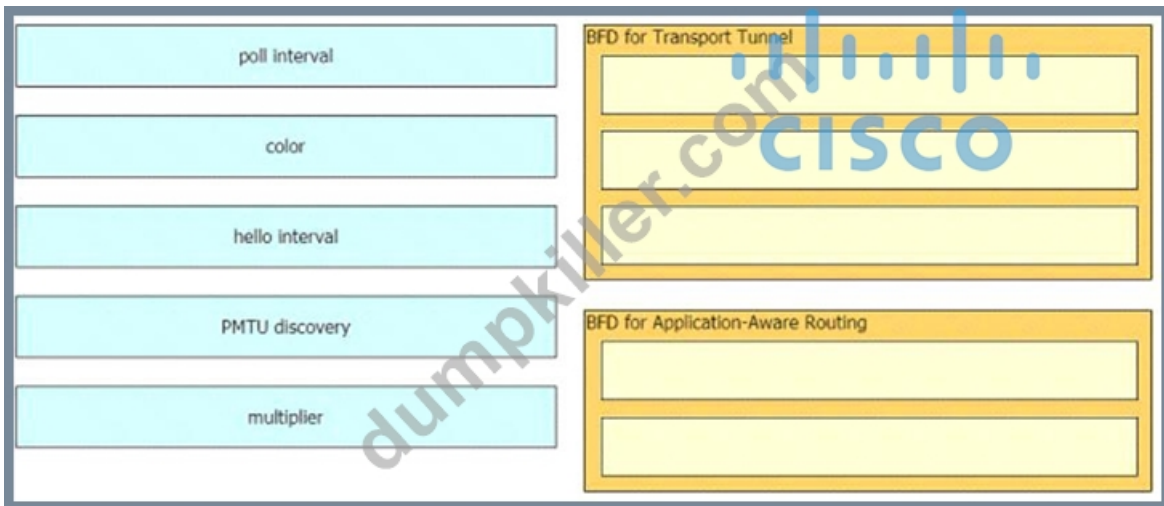 poll interval
color
hello interval
PMTU discovery
multiplier
BFD for Transport Tunnel
BFD for Application-Aware Routing
CISCO
dumpkiller.com